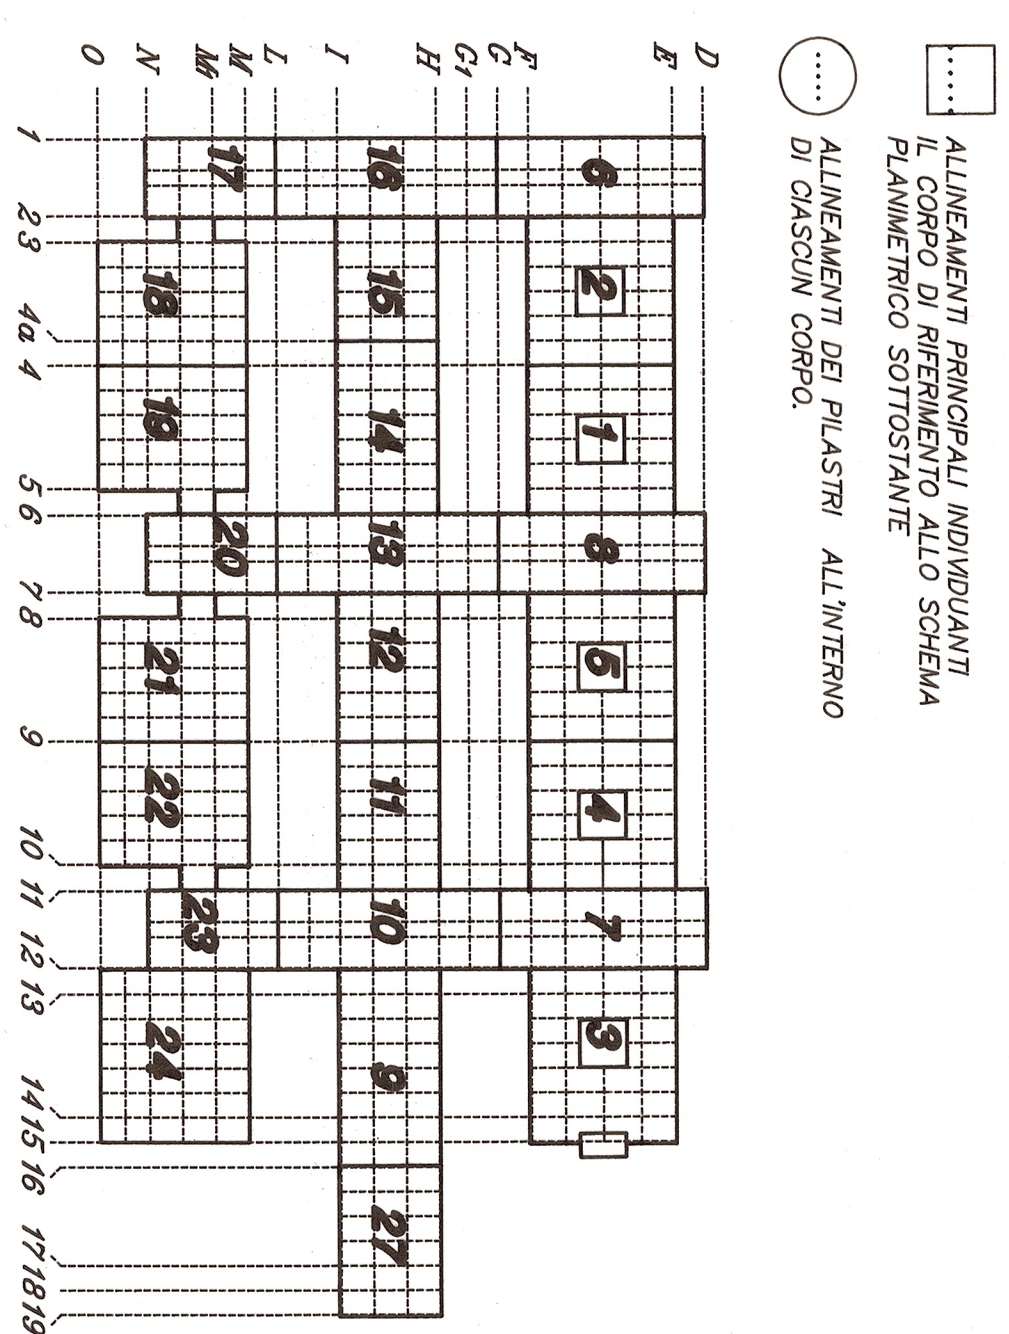 ALLINEAMENTI PRINCIPALI INDIVIDUANTI
IL CORPO DI RIFERIMENTO ALLO SCHEMA
PLANIMETRICO SOTTOSTANTE
ALLINEAMENTI DEI PILASTRI ALL'INTERNO
DI CIASCUN CORPO.
D
E
F
G
G1
H
I
L
M
M1
N
O
6 8 7
2 1 5 4 3
16 13 10
15 14 12 11 9 27
17 20 23
18 19 21 22 24
1 2 3 4a 4 5 6 7 8 9 10 11 12 13 14 15 16 17 18 19